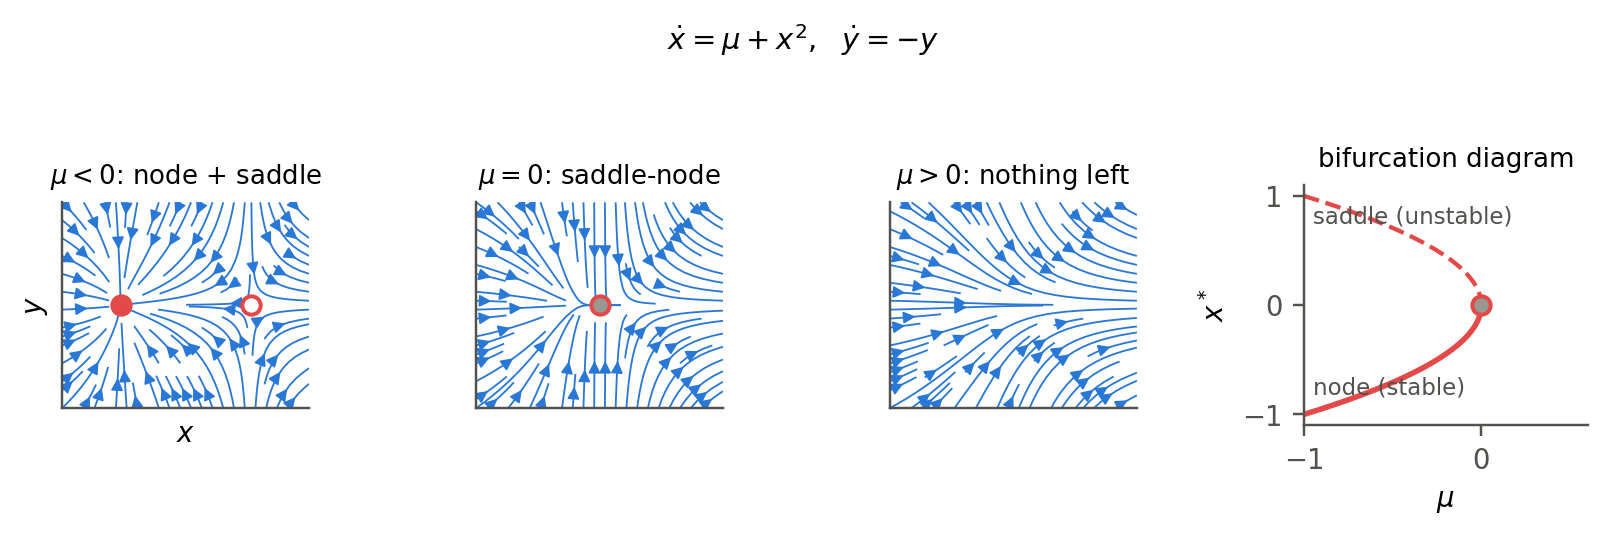 ẋ = μ + x², ẏ = −y
μ < 0: node + saddle
μ = 0: saddle-node
μ > 0: nothing left
bifurcation diagram
y
x
x*
1
0
−1
saddle (unstable)
node (stable)
−1
0
μ